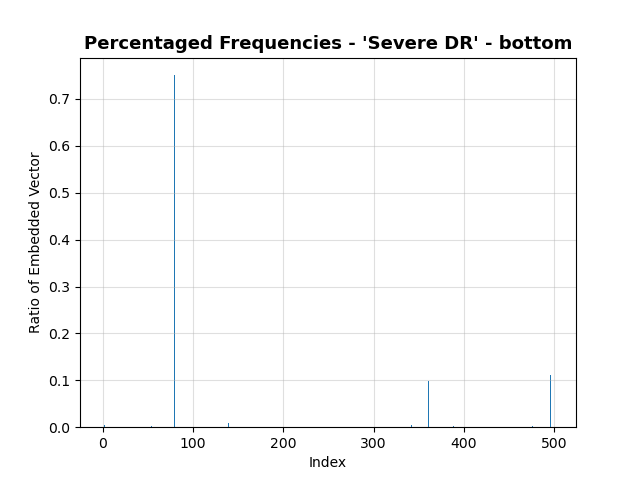 Percentaged Frequencies - 'Severe DR' - bottom
Ratio of Embedded Vector
0.7
0.6
0.5
0.4
0.3
0.2
0.1
0.0
0 100 200 300 400 500
Index